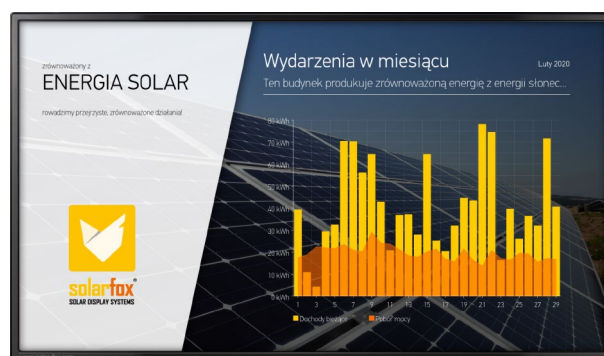 zrównoważony z
ENERGIA SOLAR
rowadzimy przejrzyste, zrównoważone działania!
solarfox®
SOLAR DISPLAY SYSTEMS
Wydarzenia w miesiącu
Luty 2020
Ten budynek produkuje zrównoważoną energię z energii słonec...
80 kWh
70 kWh
60 kWh
50 kWh
40 kWh
30 kWh
20 kWh
10 kWh
0 kWh
1 3 5 7 9 11 13 15 17 19 21 23 25 27 29
Dochody bieżące Pobór mocy